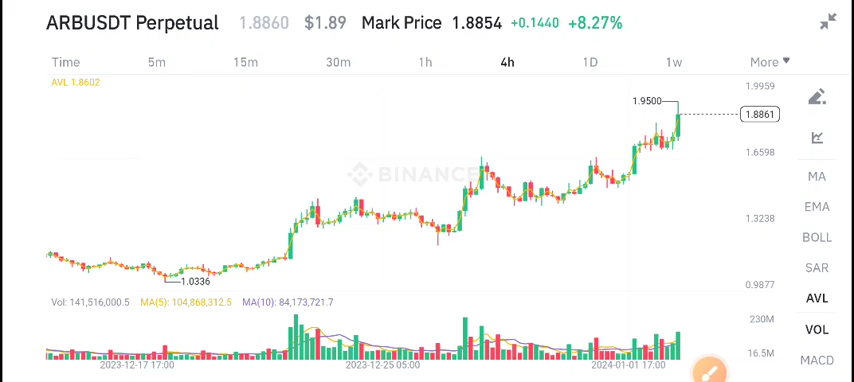 ARBUSDT Perpetual 1.8860 $1.89 Mark Price 1.8854 +0.1440 +8.27%
Time 5m 15m 30m 1h 4h 1D 1w More
AVL 1.8602
1.9959
1.9500
1.8861
BINANCE
1.6598
MA
EMA
1.3238
BOLL
SAR
1.0336
0.9877
AVL
Vol: 141,516,000.5 MA(5): 104,868,312.5 MA(10): 84,173,721.7
230M
VOL
16.5M
MACD
2023-12-17 17:00 2023-12-25 05:00 2024-01-01 17:00